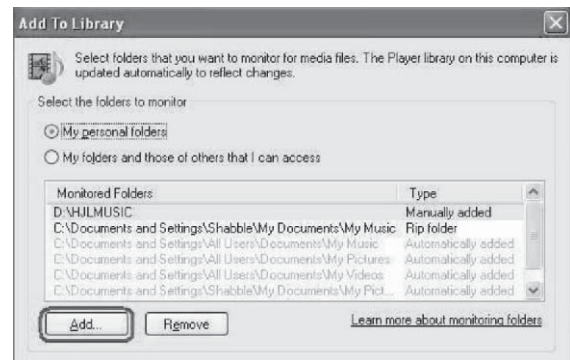 Add To Library
Select folders that you want to monitor for media files. The Player library on this computer is
updated automatically to reflect changes.
Select the folders to monitor
My personal folders
My folders and those of others that I can access
Monitored Folders Type
D:\HJLMUSIC Manually added
C:\Documents and Settings\Shabble\My Documents\My Music Rip folder
C:\Documents and Settings\All Users\Documents\My Music Automatically added
C:\Documents and Settings\All Users\Documents\My Pictures Automatically added
C:\Documents and Settings\All Users\Documents\My Videos Automatically added
C:\Documents and Settings\Shabble\My Documents\My Pict... Automatically added
Add... Remove Learn more about monitoring folders